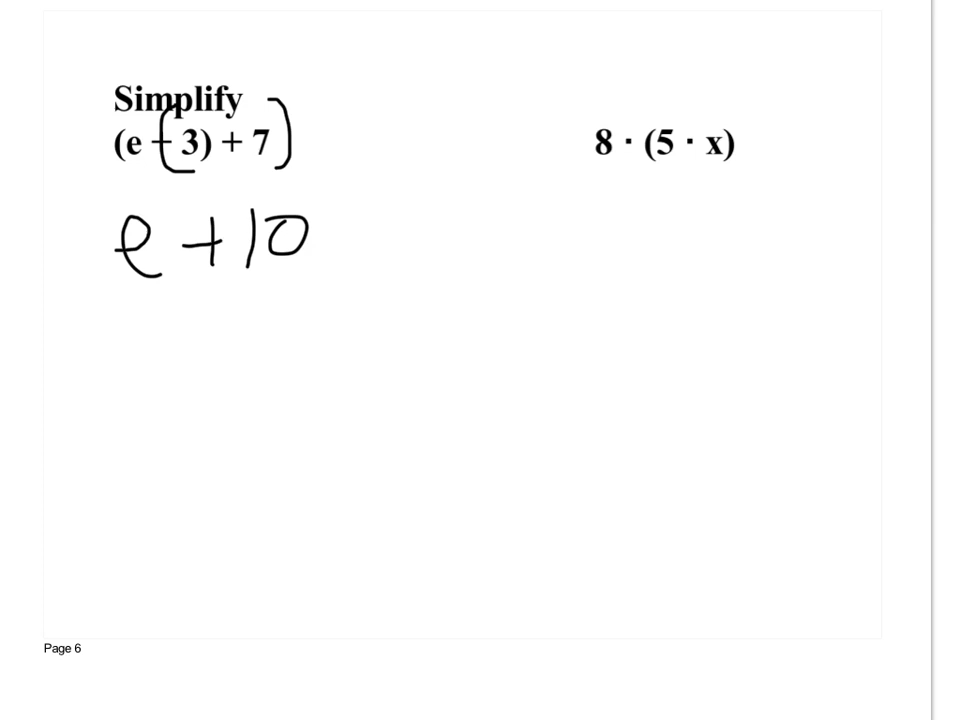 Simplify
(e + 3) + 7
8 · (5 · x)
e + 10
Page 6